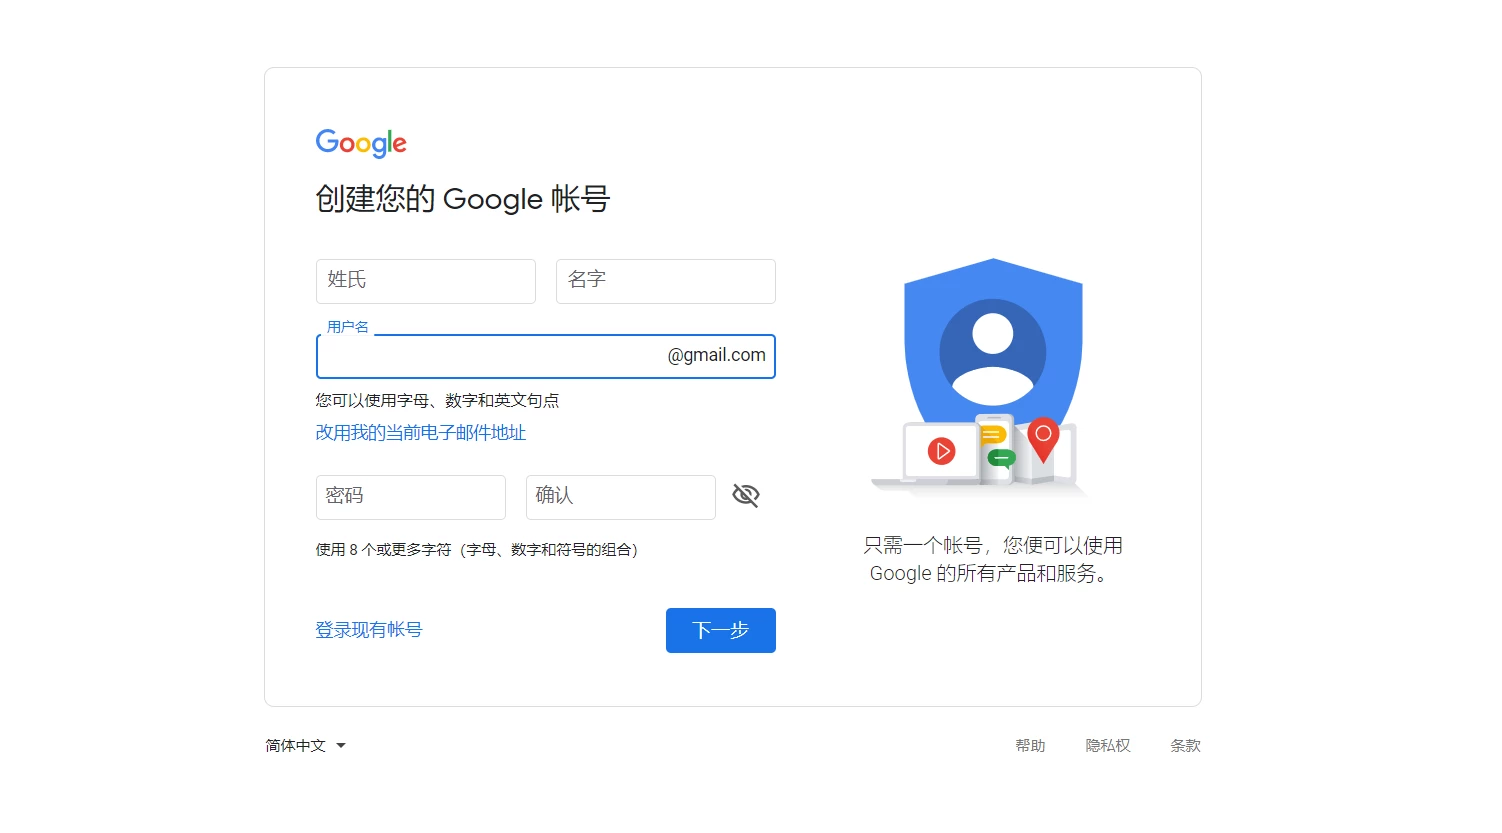 Google
创建您的 Google 帐号
姓氏 名字
用户名
@gmail.com
您可以使用字母、数字和英文句点
改用我的当前电子邮件地址
密码 确认
使用 8 个或更多字符（字母、数字和符号的组合）
登录现有帐号 下一步
只需一个帐号，您便可以使用
Google 的所有产品和服务。
简体中文 帮助 隐私权 条款